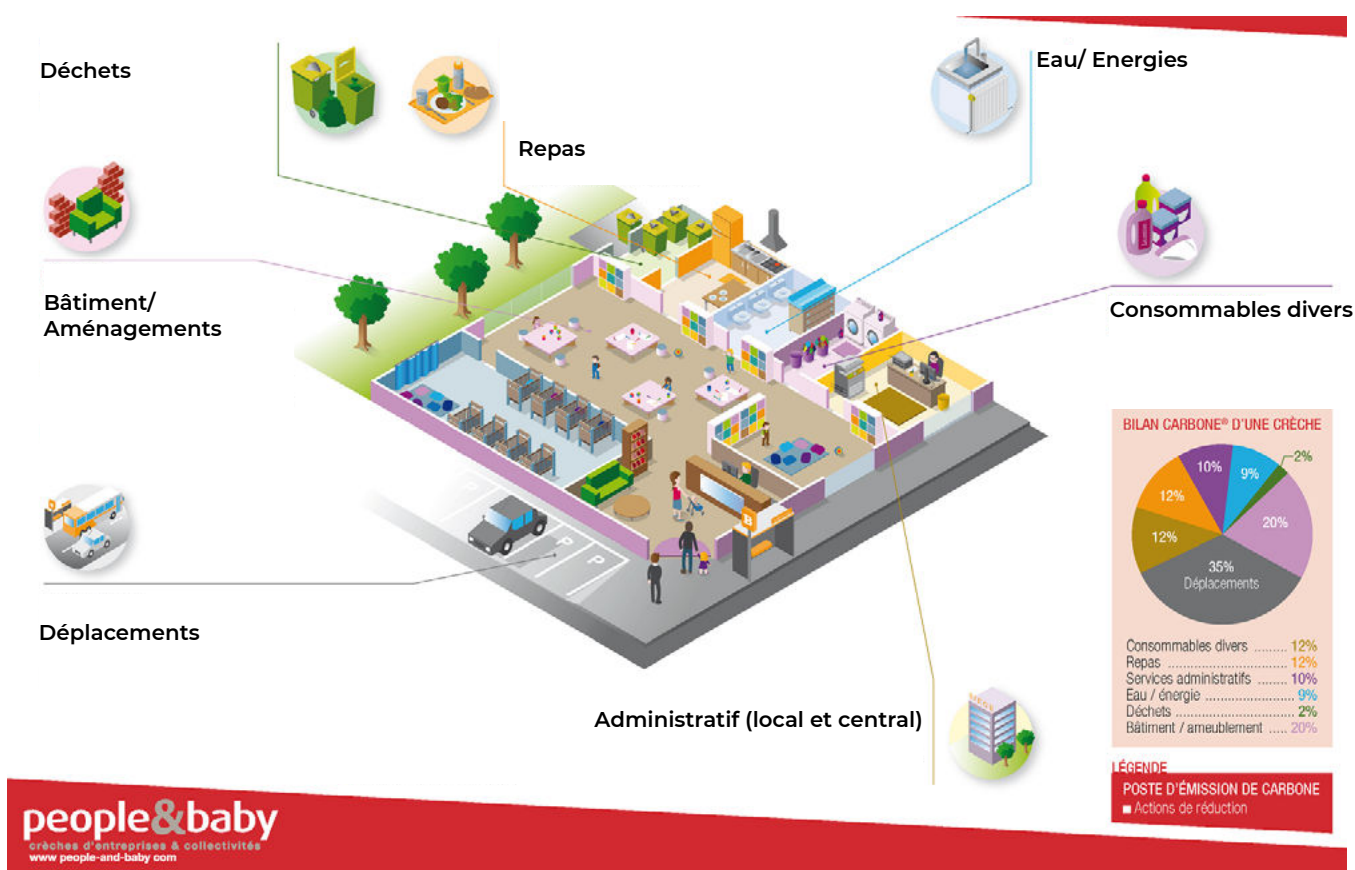 Déchets
Eau/ Energies
Repas
Bâtiment/
Aménagements
Consommables divers
BILAN CARBONE® D'UNE CRÈCHE
10%
9%
2%
12%
20%
12%
35%
Déplacements
B
P
P
P
Déplacements
Consommables divers ......... 12%
Repas ................................ 12%
Services administratifs ........ 10%
Eau / énergie ....................... 9%
Déchets ............................... 2%
Bâtiment / ameublement ..... 20%
Administratif (local et central)
LÉGENDE
POSTE D'ÉMISSION DE CARBONE
■ Actions de réduction
people&baby
crèches d'entreprises & collectivités
www people-and-baby com